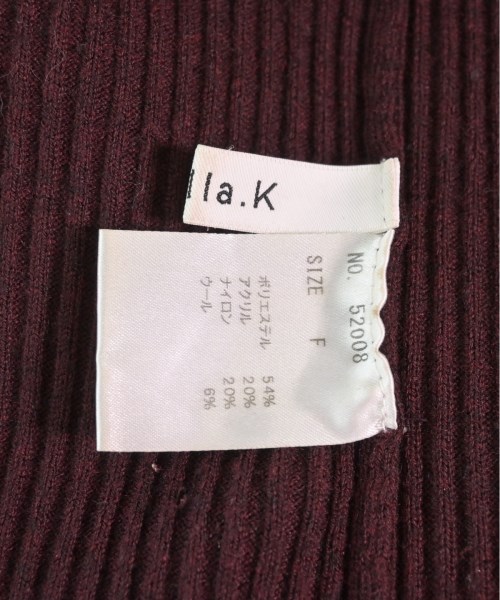 la.K
NO. 52008
SIZE F
ポリエステル 54%
アクリル 20%
ナイロン 20%
ウール 6%